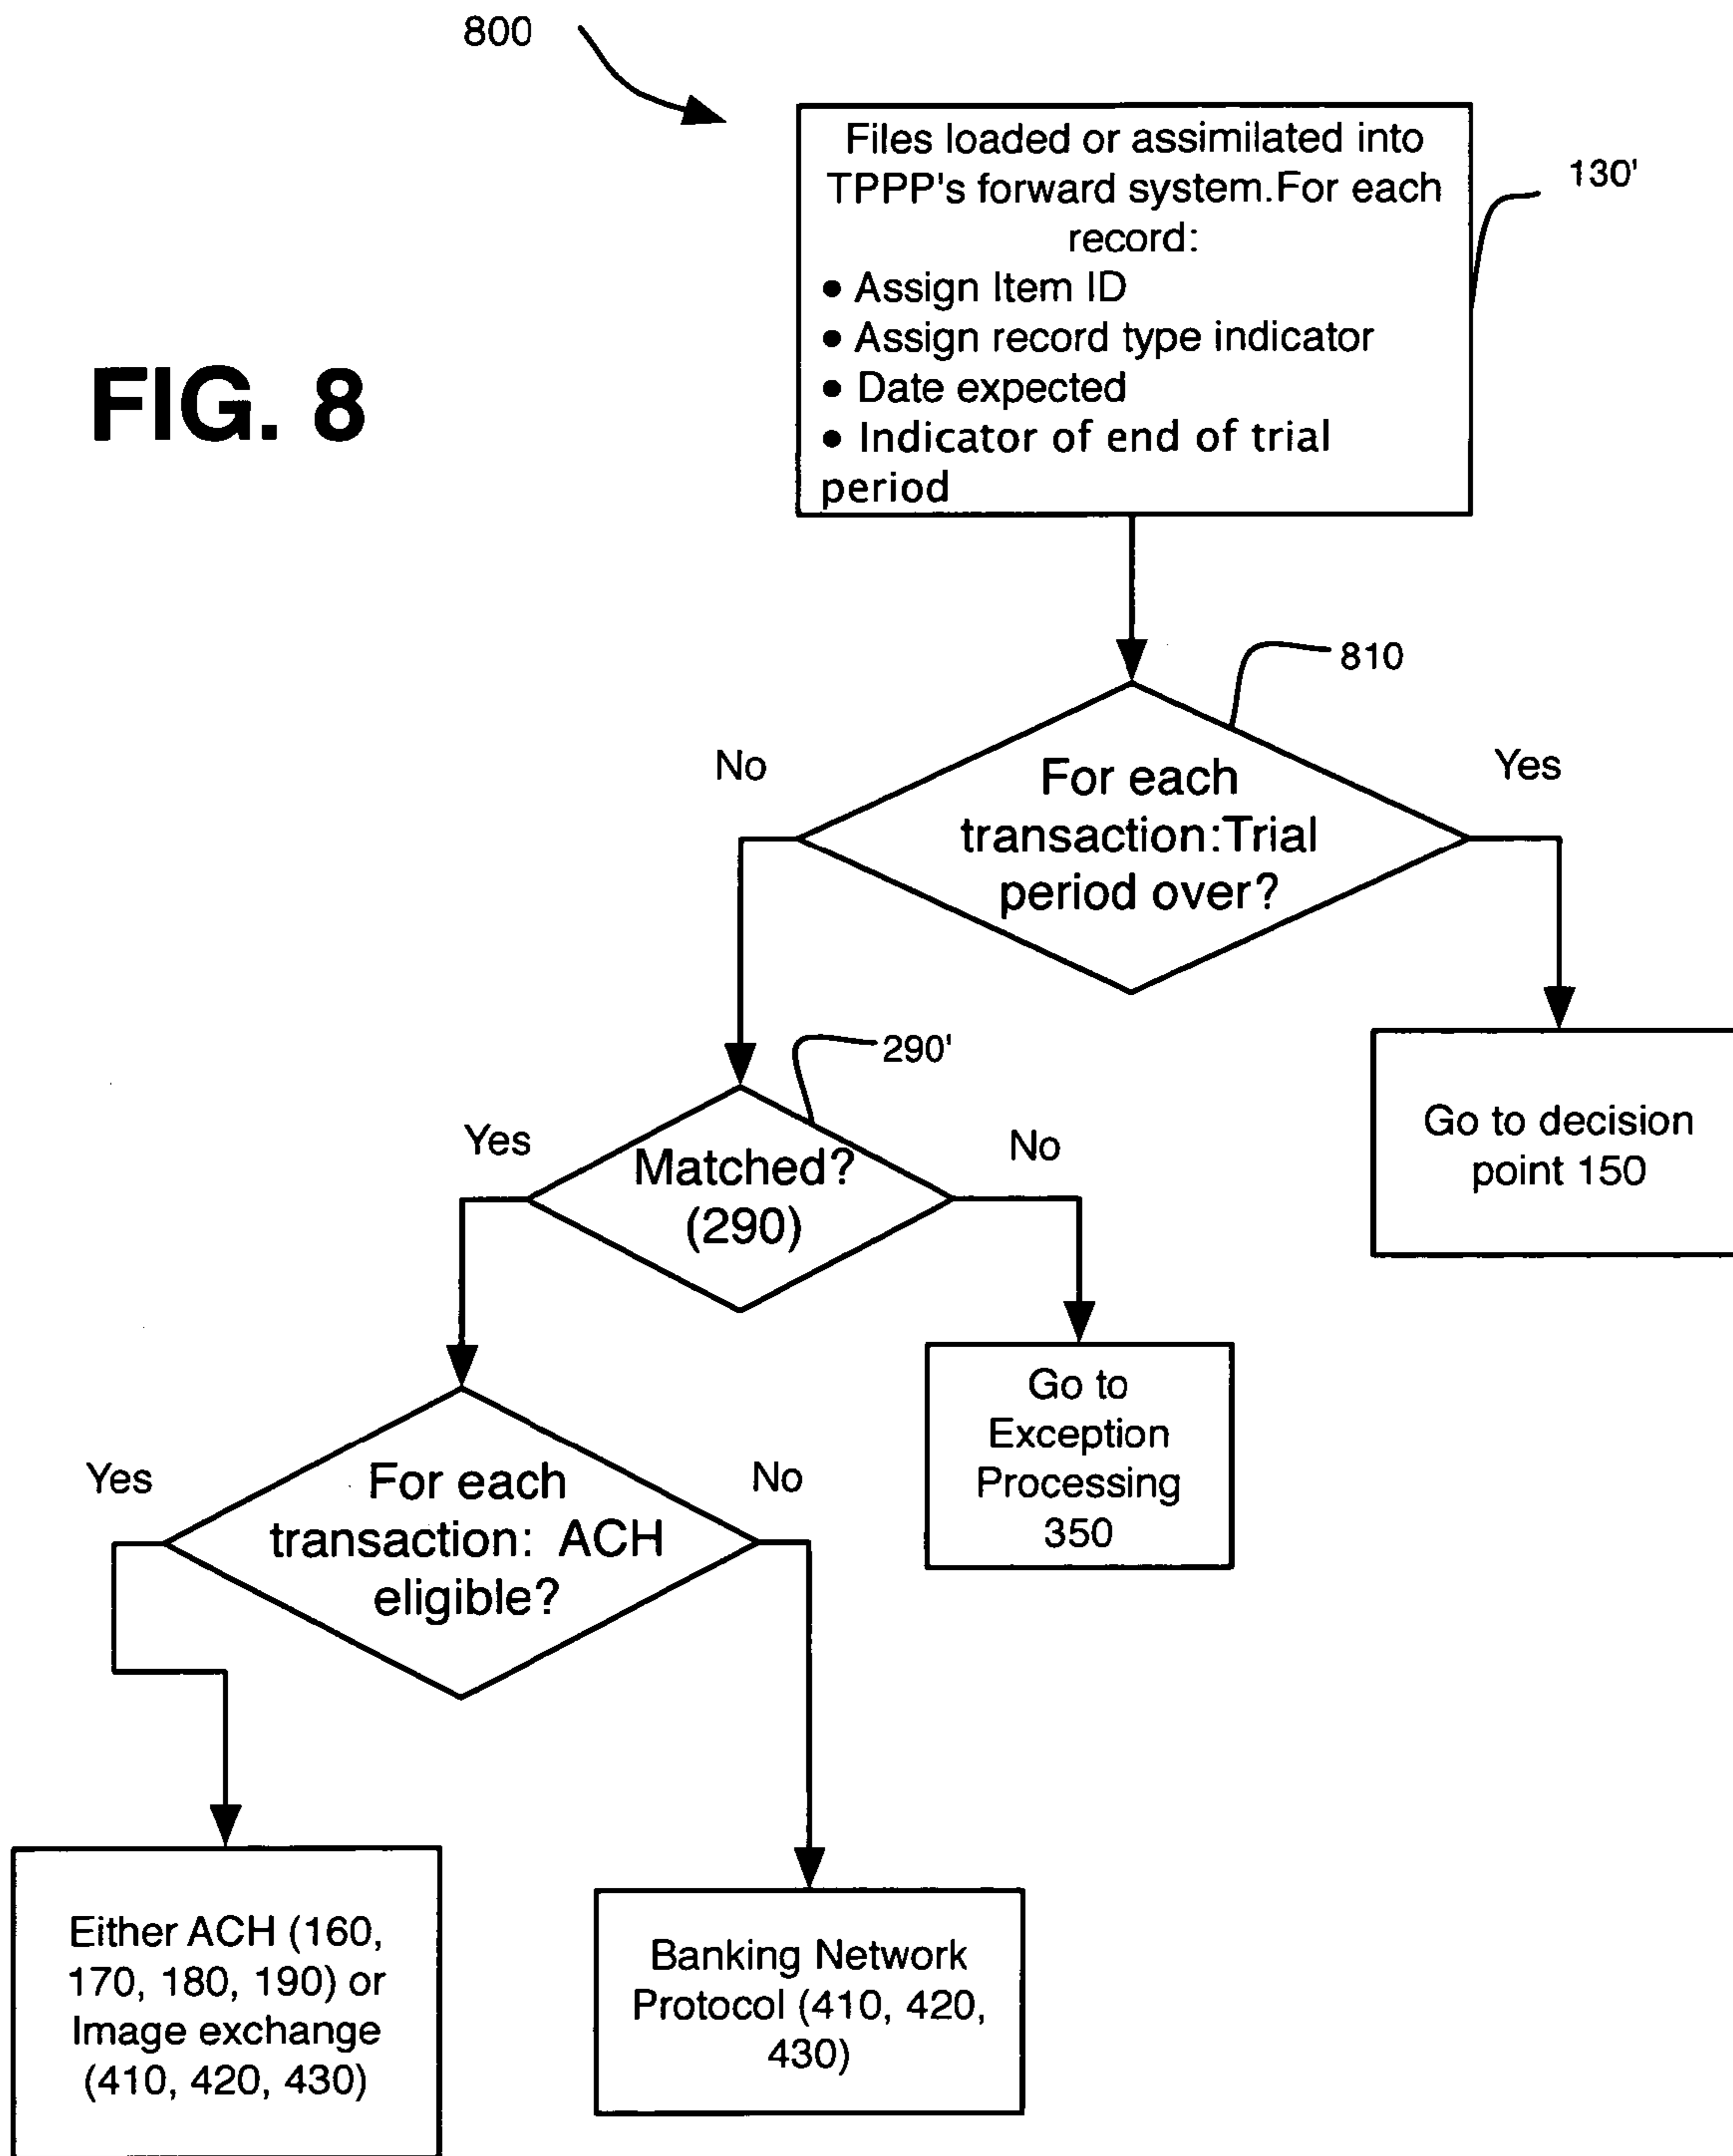 800
Files loaded or assimilated into
TPPP's forward system.For each
record:
• Assign Item ID
• Assign record type indicator
• Date expected
• Indicator of end of trial
period
130'
FIG. 8
810
No
Yes
For each
transaction:Trial
period over?
290'
Go to decision
point 150
Yes
No
Matched?
(290)
Go to
Exception
Processing
350
Yes
No
For each
transaction: ACH
eligible?
Either ACH (160,
170, 180, 190) or
Image exchange
(410, 420, 430)
Banking Network
Protocol (410, 420,
430)